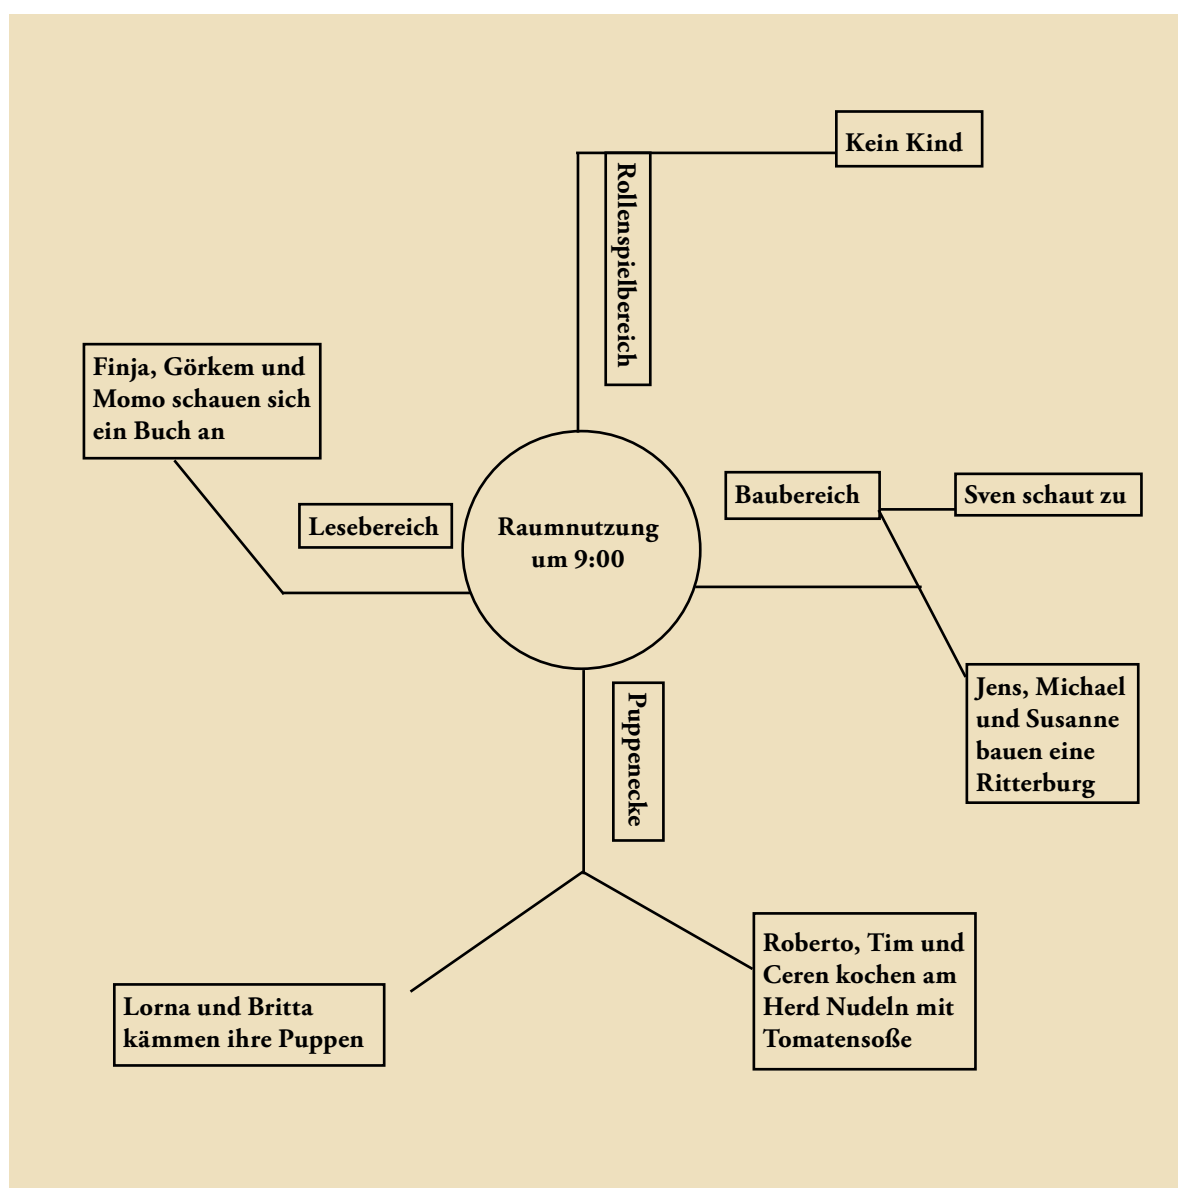 Kein Kind
Rollenspielbereich
Finja, Görkem und
Momo schauen sich
ein Buch an
Lesebereich
Raumnutzung
um 9:00
Baubereich
Sven schaut zu
Jens, Michael
und Susanne
bauen eine
Ritterburg
Puppenecke
Lorna und Britta
kämmen ihre Puppen
Roberto, Tim und
Ceren kochen am
Herd Nudeln mit
Tomatensoße